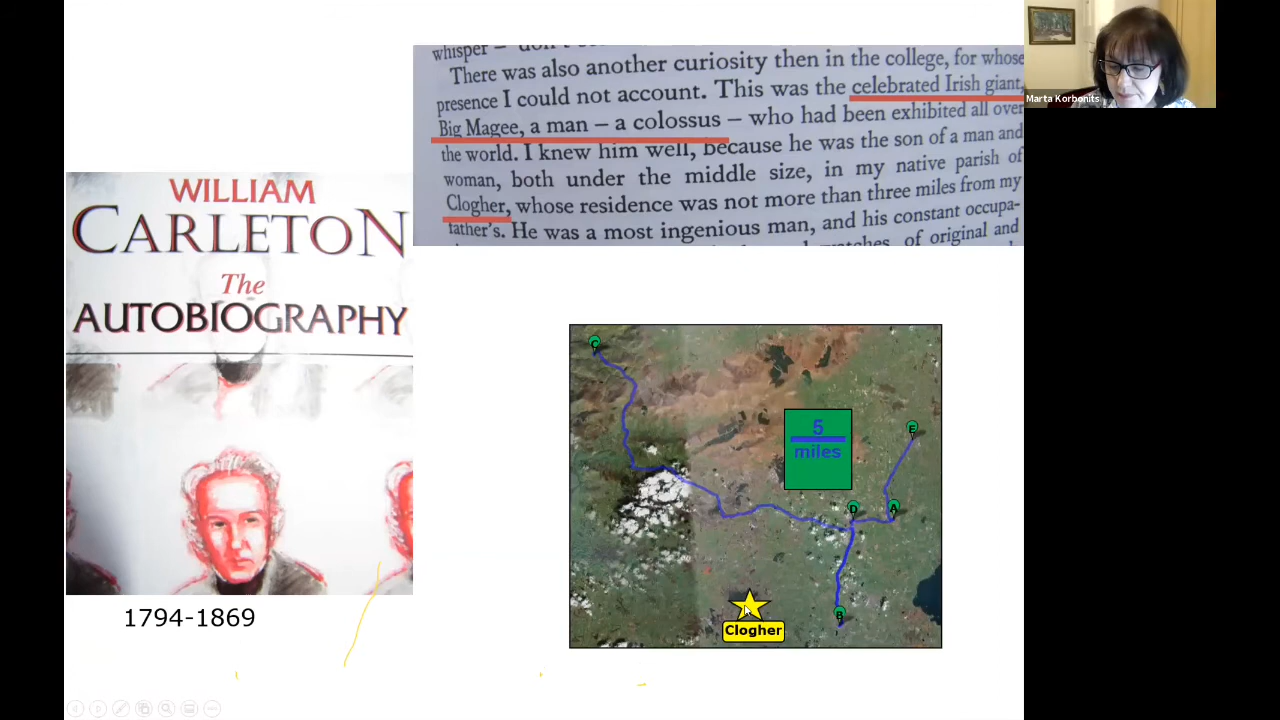 whisper –
There was also another curiosity then in the college, for whose
presence I could not account. This was the celebrated Irish giant,
Big Magee, a man – a colossus – who had been exhibited all over
the world. I knew him well, because he was the son of a man and
woman, both under the middle size, in my native parish of
Clogher, whose residence was not more than three miles from my
father's. He was a most ingenious man, and his constant occupa-
watches, of original and
Marta Korbonits
WILLIAM
CARLETON
The
AUTOBIOGRAPHY
1794-1869
C
5
miles
E
D
A
B
Clogher